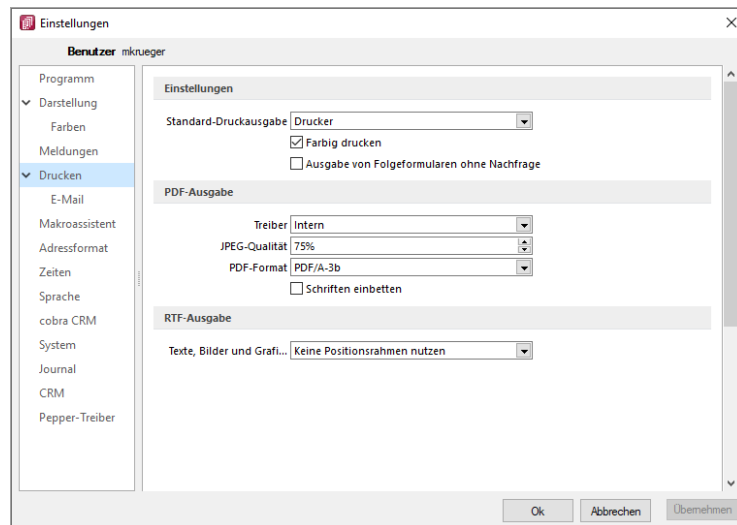 Einstellungen
Benutzer mkrueger
Programm
Darstellung
Farben
Meldungen
Drucken
E-Mail
Makroassistent
Adressformat
Zeiten
Sprache
cobra CRM
System
Journal
CRM
Pepper-Treiber
Einstellungen
Standard-Druckausgabe Drucker
Farbig drucken
Ausgabe von Folgeformularen ohne Nachfrage
PDF-Ausgabe
Treiber Intern
JPEG-Qualität 75%
PDF-Format PDF/A-3b
Schriften einbetten
RTF-Ausgabe
Texte, Bilder und Grafi... Keine Positionsrahmen nutzen
Ok Abbrechen Übernehmen